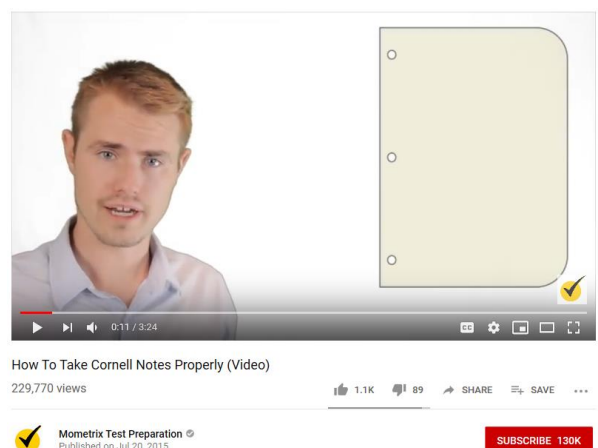 0:11 / 3:24
CC
How To Take Cornell Notes Properly (Video)
229,770 views
1.1K 89 SHARE SAVE
Mometrix Test Preparation
Published on Jul 20, 2015
SUBSCRIBE 130K